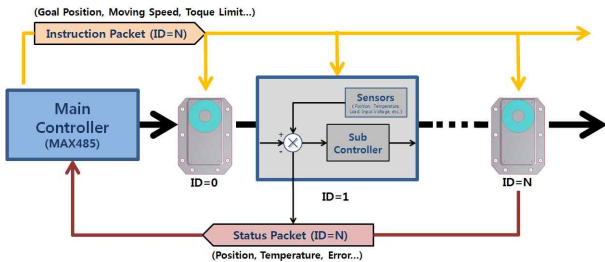 (Goal Position, Moving Speed, Toque Limit...)
Instruction Packet (ID=N)
Main
Controller
(MAX485)
Sensors
(Position, Temperature,
Load, Input Voltage, etc.)
+
-
Sub
Controller
ID=0
ID=1
ID=N
Status Packet (ID=N)
(Position, Temperature, Error...)